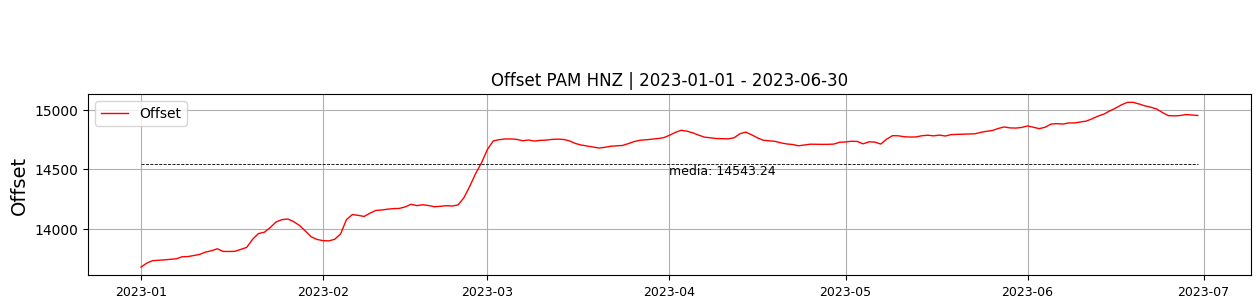 Offset PAM HNZ | 2023-01-01 - 2023-06-30
Offset
15000
14500
14000
Offset
media: 14543.24
2023-01 2023-02 2023-03 2023-04 2023-05 2023-06 2023-07